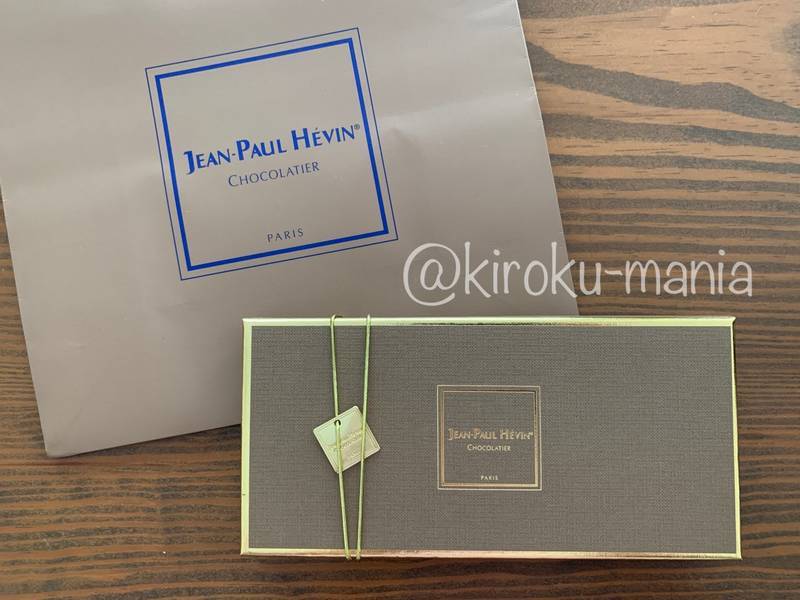 JEAN-PAUL HÉVIN®
CHOCOLATIER
PARIS
@kiroku-mania
JEAN-PAUL HÉVIN®
CHOCOLATIER
PARIS